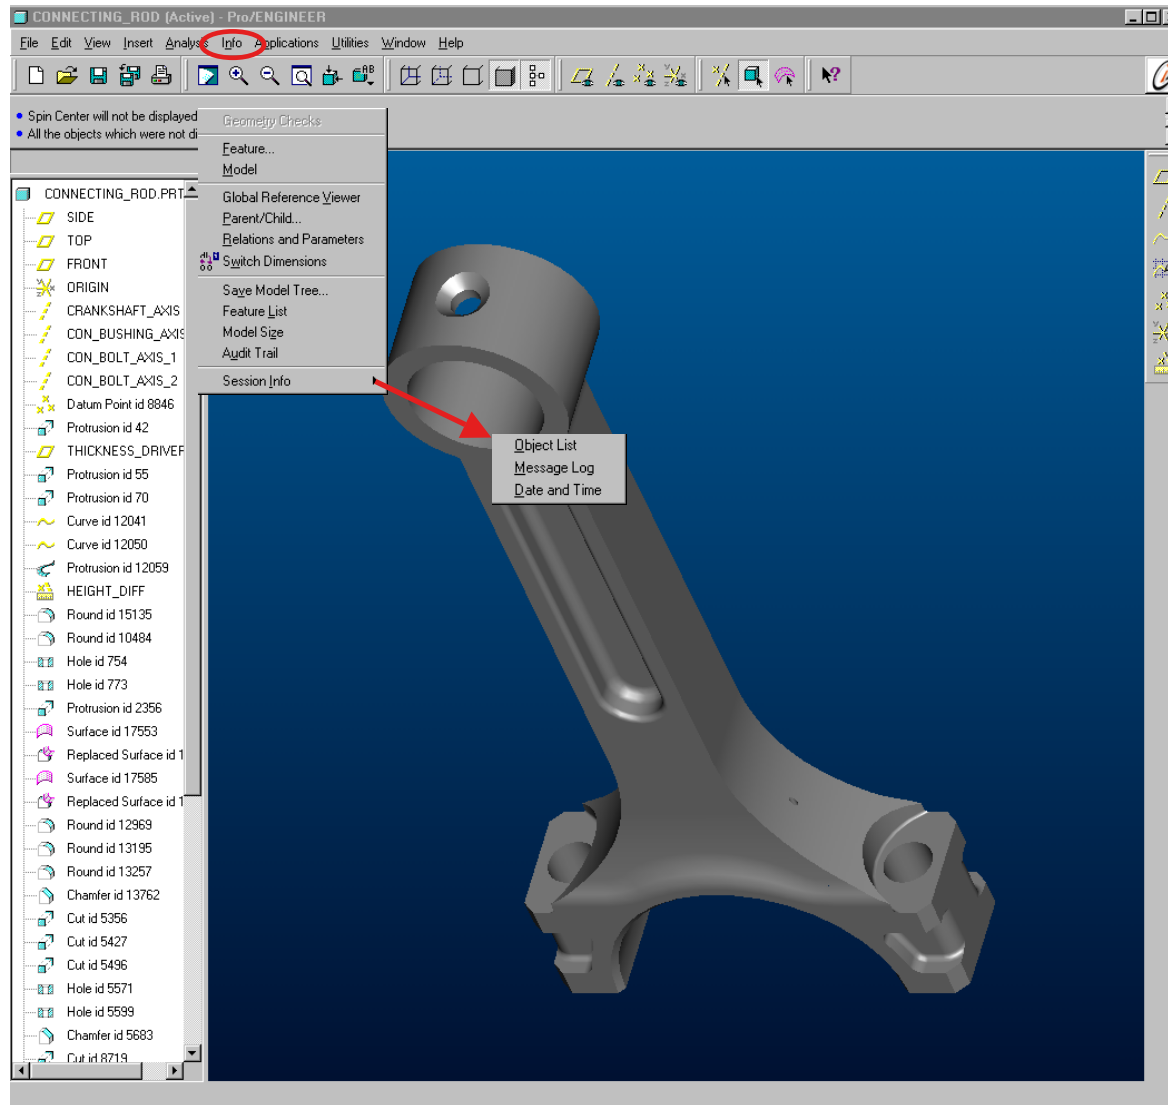 CONNECTING_ROD (Active) - Pro/ENGINEER
File Edit View Insert Analysis Info Applications Utilities Window Help
Spin Center will not be displayed
All the objects which were not di
Geometry Checks
Feature...
Model
Global Reference Viewer
Parent/Child...
Relations and Parameters
Switch Dimensions
Save Model Tree...
Feature List
Model Size
Audit Trail
Session Info
Object List
Message Log
Date and Time
CONNECTING_ROD.PRT
SIDE
TOP
FRONT
ORIGIN
CRANKSHAFT_AXIS
CON_BUSHING_AXIS
CON_BOLT_AXIS_1
CON_BOLT_AXIS_2
Datum Point id 8846
Protrusion id 42
THICKNESS_DRIVER
Protrusion id 55
Protrusion id 70
Curve id 12041
Curve id 12050
Protrusion id 12059
HEIGHT_DIFF
Round id 15135
Round id 10484
Hole id 754
Hole id 773
Protrusion id 2356
Surface id 17553
Replaced Surface id 1
Surface id 17585
Replaced Surface id 1
Round id 12969
Round id 13195
Round id 13257
Chamfer id 13762
Cut id 5356
Cut id 5427
Cut id 5496
Hole id 5571
Hole id 5599
Chamfer id 5683
Cut id 8719